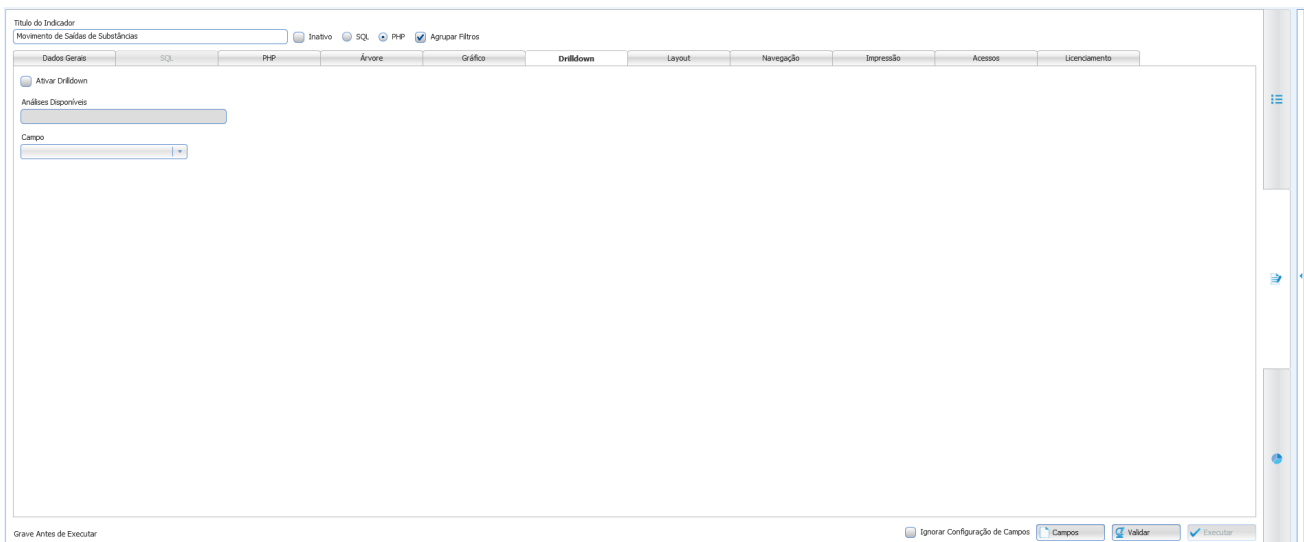 Título do Indicador
Movimento de Saídas de Substâncias Inativo SQL PHP Agrupar Filtros
Dados Gerais SQL PHP Árvore Gráfico Drilldown Layout Navegação Impressão Acessos Licenciamento
Ativar Drilldown
Análises Disponíveis
Campo
Grave Antes de Executar Ignorar Configuração de Campos Campos Validar Executar